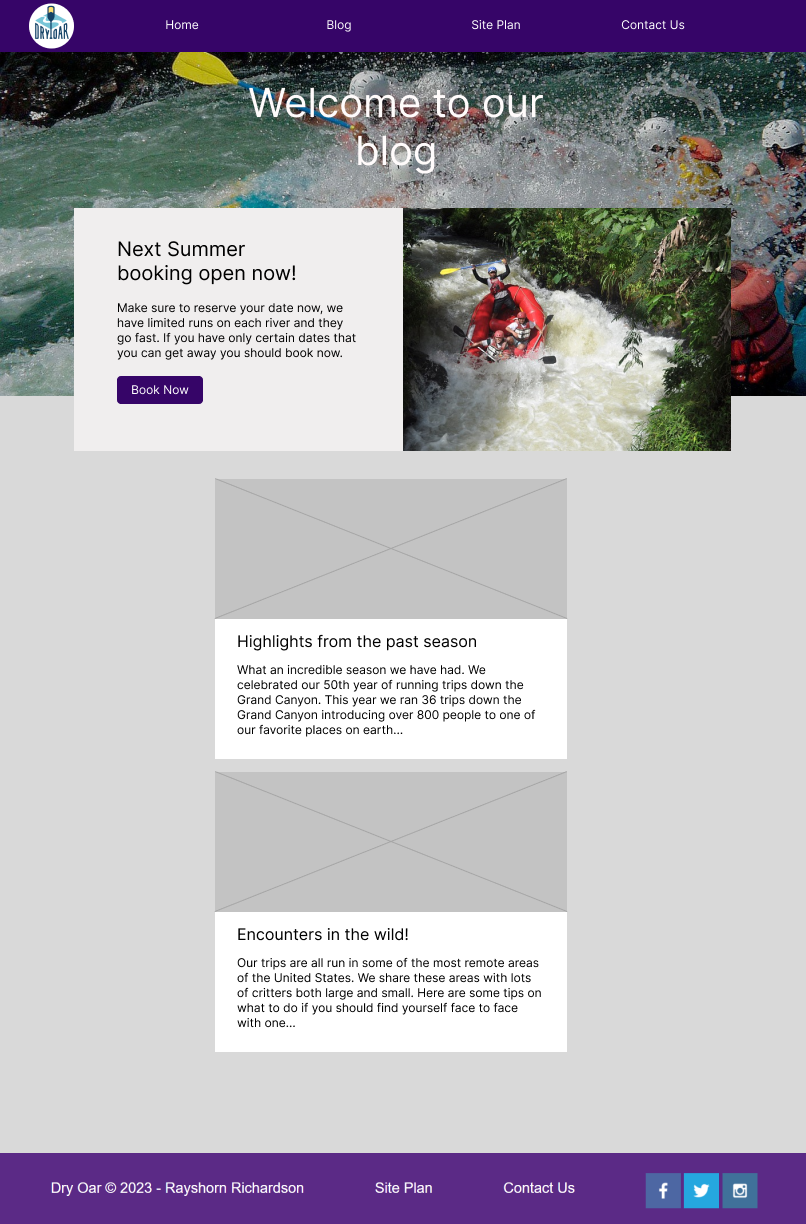 DRY OAR
Home
Blog
Site Plan
Contact Us
Welcome to our
blog
Next Summer
booking open now!
Make sure to reserve your date now, we
have limited runs on each river and they
go fast. If you have only certain dates that
you can get away you should book now.
Book Now
Highlights from the past season
What an incredible season we have had. We
celebrated our 50th year of running trips down the
Grand Canyon. This year we ran 36 trips down the
Grand Canyon introducing over 800 people to one of
our favorite places on earth...
Encounters in the wild!
Our trips are all run in some of the most remote areas
of the United States. We share these areas with lots
of critters both large and small. Here are some tips on
what to do if you should find yourself face to face
with one...
Dry Oar © 2023 - Rayshorn Richardson
Site Plan
Contact Us